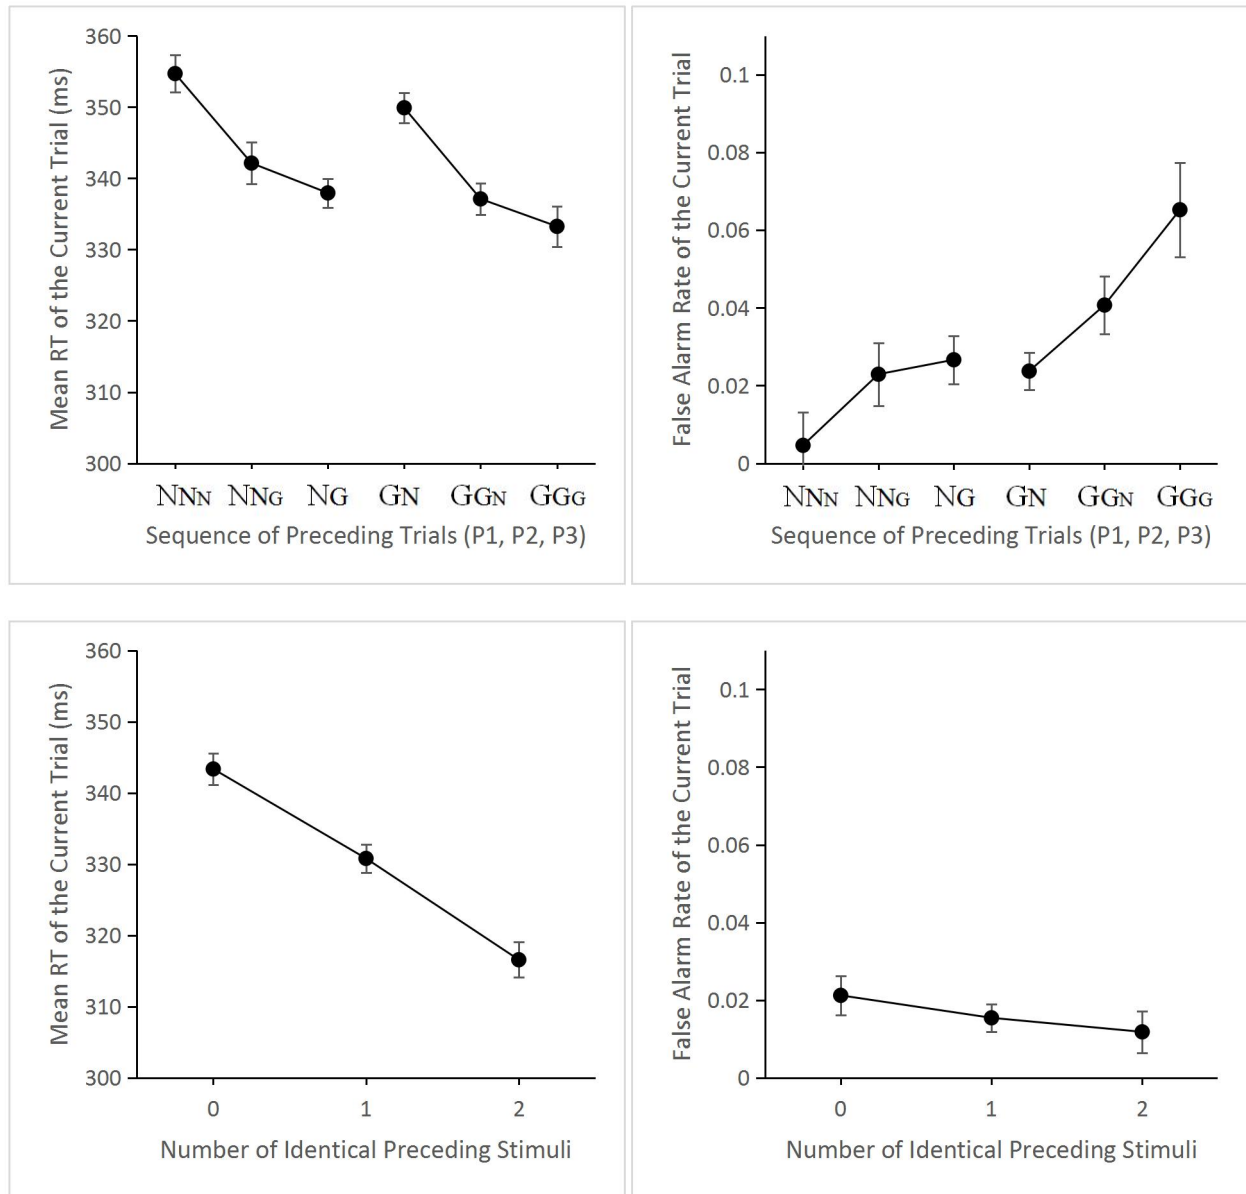 Mean RT of the Current Trial (ms)
360
350
340
330
320
310
300
NNN NNG NG GN GGN GGG
Sequence of Preceding Trials (P1, P2, P3)
False Alarm Rate of the Current Trial
0.1
0.08
0.06
0.04
0.02
0
NNN NNG NG GN GGN GGG
Sequence of Preceding Trials (P1, P2, P3)
Mean RT of the Current Trial (ms)
360
350
340
330
320
310
300
0 1 2
Number of Identical Preceding Stimuli
False Alarm Rate of the Current Trial
0.1
0.08
0.06
0.04
0.02
0
0 1 2
Number of Identical Preceding Stimuli